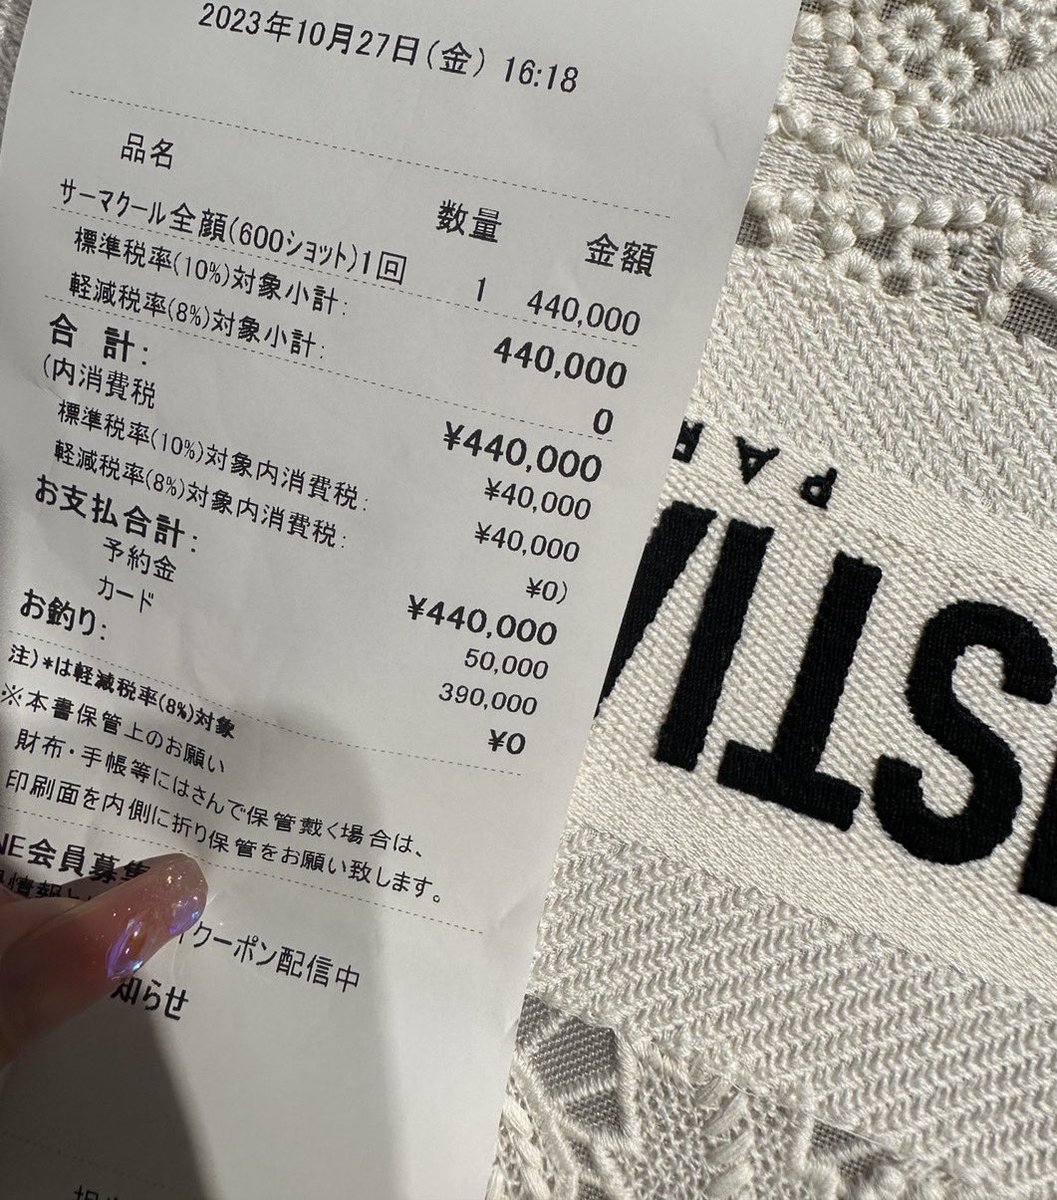 2023年10月27日(金) 16:18
品名 数量 金額
サーマクール全顔(600ショット)1回 1 440,000
標準税率(10%)対象小計: 440,000
軽減税率(8%)対象小計: 0
合 計: ¥440,000
(内消費税 ¥40,000
標準税率(10%)対象内消費税: ¥40,000
軽減税率(8%)対象内消費税: ¥0)
お支払合計: ¥440,000
予約金 50,000
カード 390,000
お釣り: ¥0
注)*は軽減税率(8%)対象
※本書保管上のお願い
財布・手帳等にはさんで保管戴く場合は、
印刷面を内側に折り保管をお願い致します。
NE会員募集
クーポン配信中
知らせ
PAR
STI